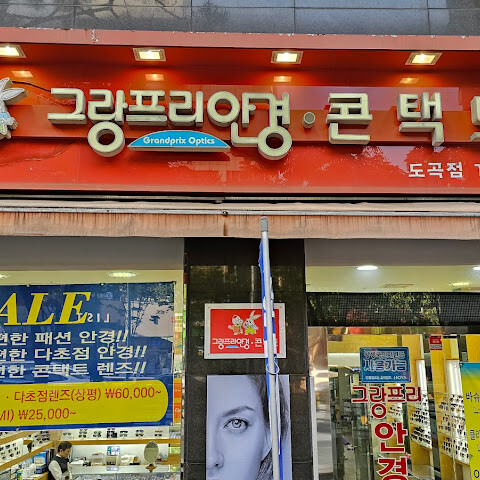 그랑프리안경·콘택트
Grandprix Optics
도곡점
SALE
편한 패션 안경!!
편한 다초점 안경!!
편한 콘택트 렌즈!!
· 다초점렌즈(상평) ₩60,000~
₩25,000~
그랑프리안경·콘
그랑프리
안경